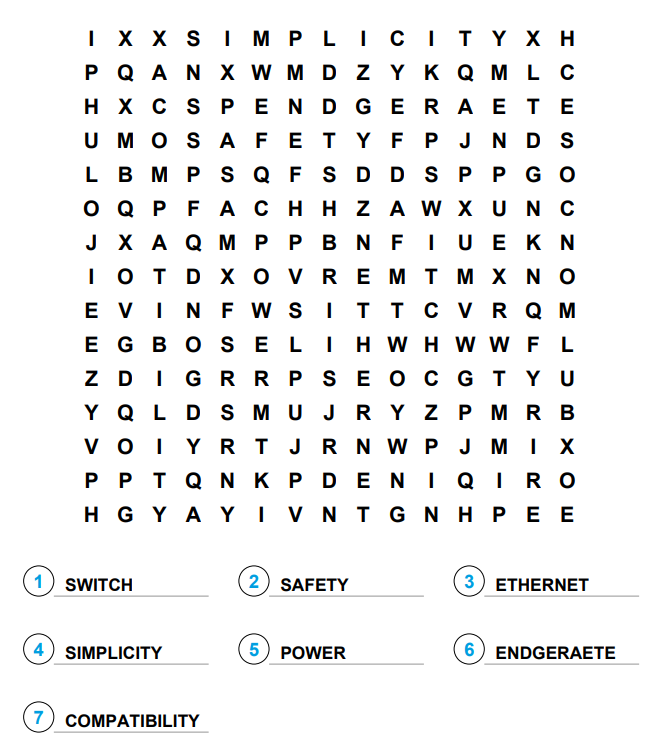 I X X S I M P L I C I T Y X H
P Q A N X W M D Z Y K Q M L C
H X C S P E N D G E R A E T E
U M O S A F E T Y F P J N D S
L B M P S Q F S D D S P P G O
O Q P F A C H H Z A W X U N C
J X A Q M P P B N F I U E K N
I O T D X O V R E M T M X N O
E V I N F W S I T T C V R Q M
E G B O S E L I H W H W W F L
Z D I G R R P S E O C G T Y U
Y Q L D S M U J R Y Z P M R B
V O I Y R T J R N W P J M I X
P P T Q N K P D E N I Q I R O
H G Y A Y I V N T G N H P E E
1 SWITCH 2 SAFETY 3 ETHERNET
4 SIMPLICITY 5 POWER 6 ENDGERAETE
7 COMPATIBILITY